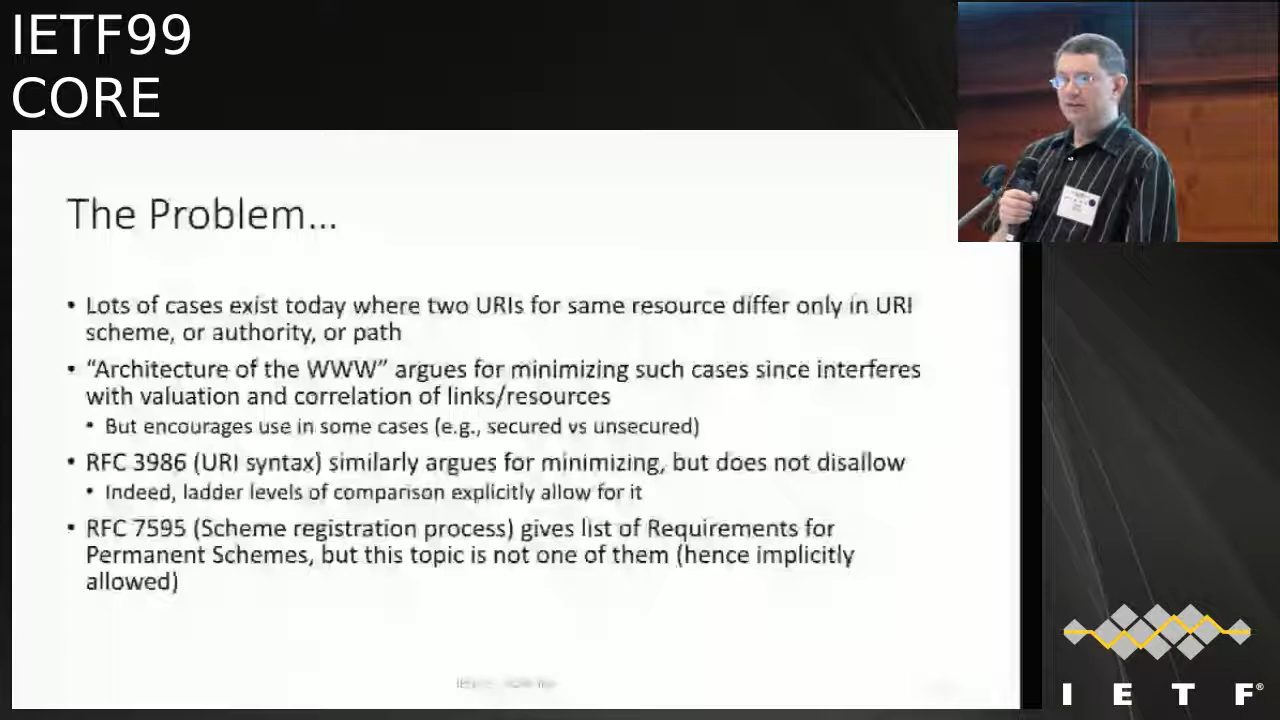 IETF99
CORE
The Problem...
• Lots of cases exist today where two URIs for same resource differ only in URI
scheme, or authority, or path
• “Architecture of the WWW” argues for minimizing such cases since interferes
with valuation and correlation of links/resources
• But encourages use in some cases (e.g., secured vs unsecured)
• RFC 3986 (URI syntax) similarly argues for minimizing, but does not disallow
• Indeed, ladder levels of comparison explicitly allow for it
• RFC 7595 (Scheme registration process) gives list of Requirements for
Permanent Schemes, but this topic is not one of them (hence implicitly
allowed)
I E T F®